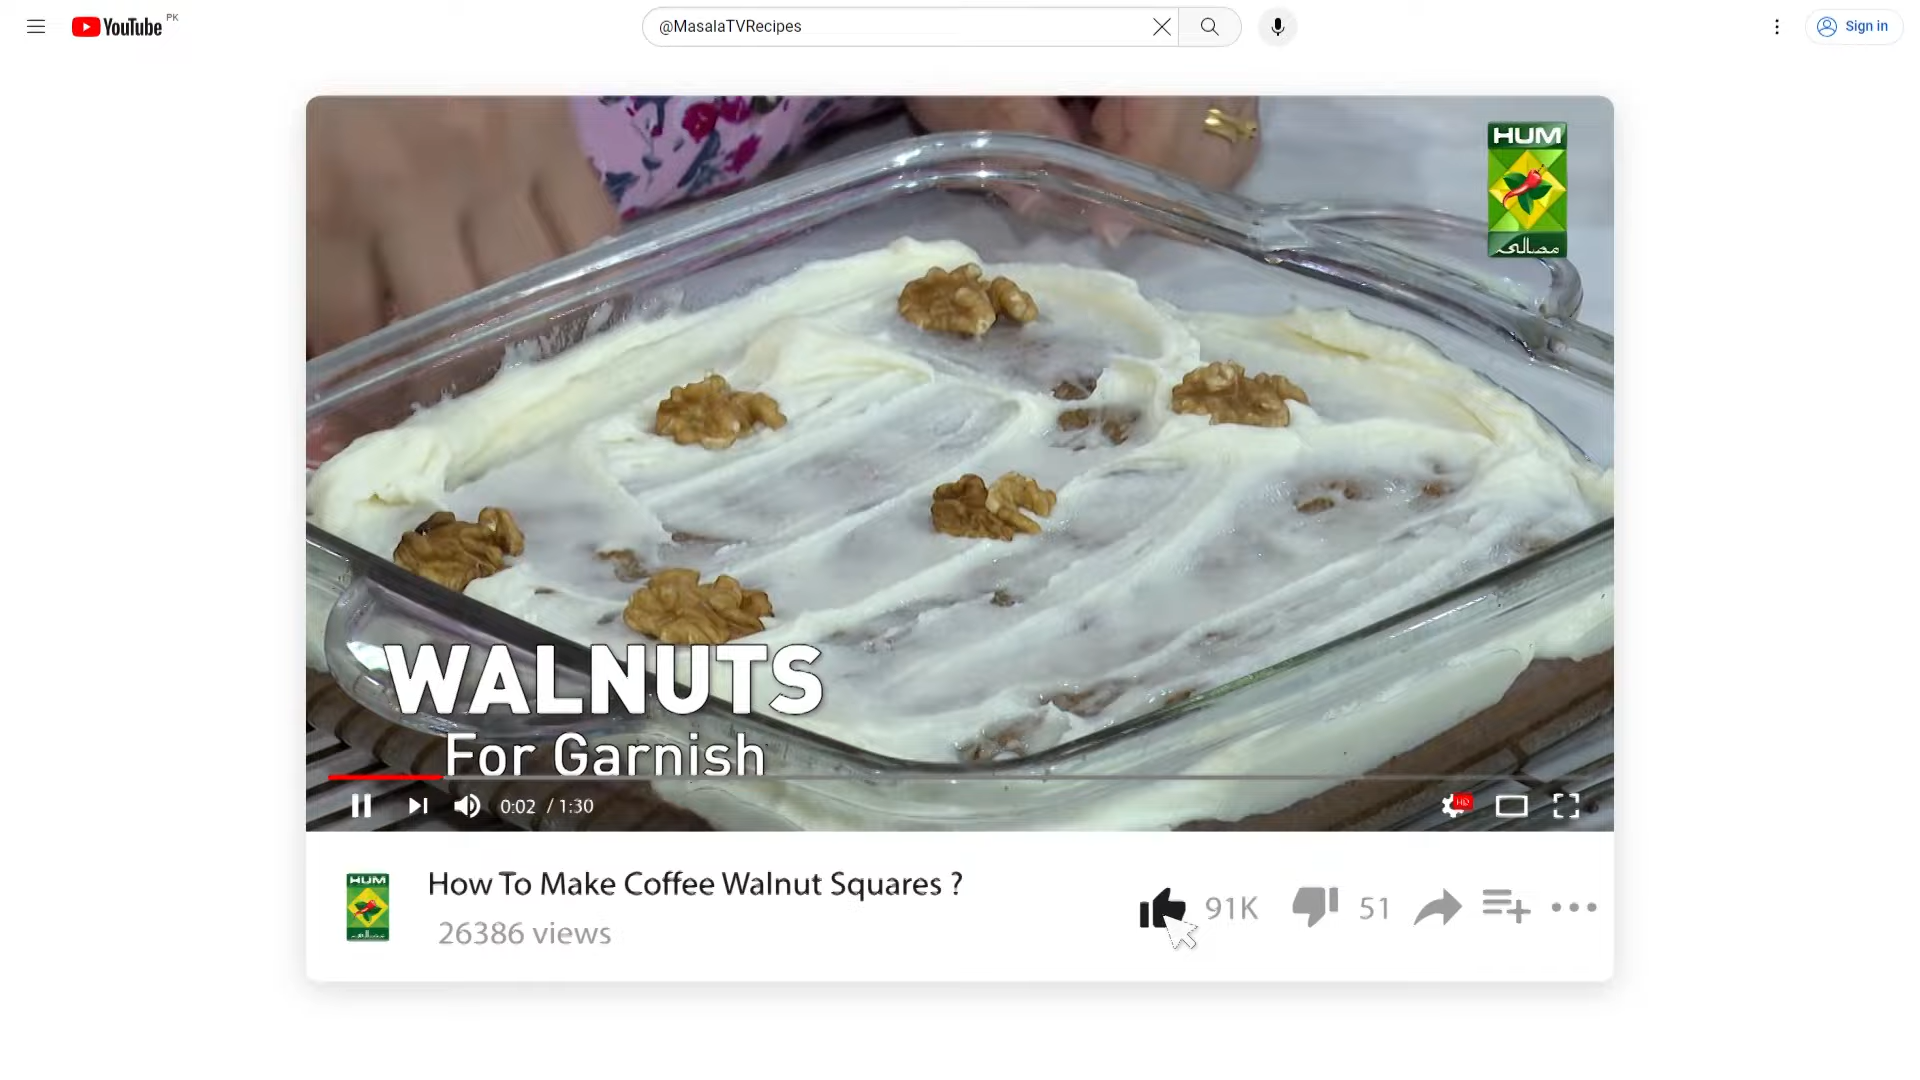 YouTube PK
@MasalaTVRecipes
Sign in
HUM
مصالحہ
WALNUTS
For Garnish
0:02 / 1:30
HD
HUM
How To Make Coffee Walnut Squares ?
26386 views
91K
51